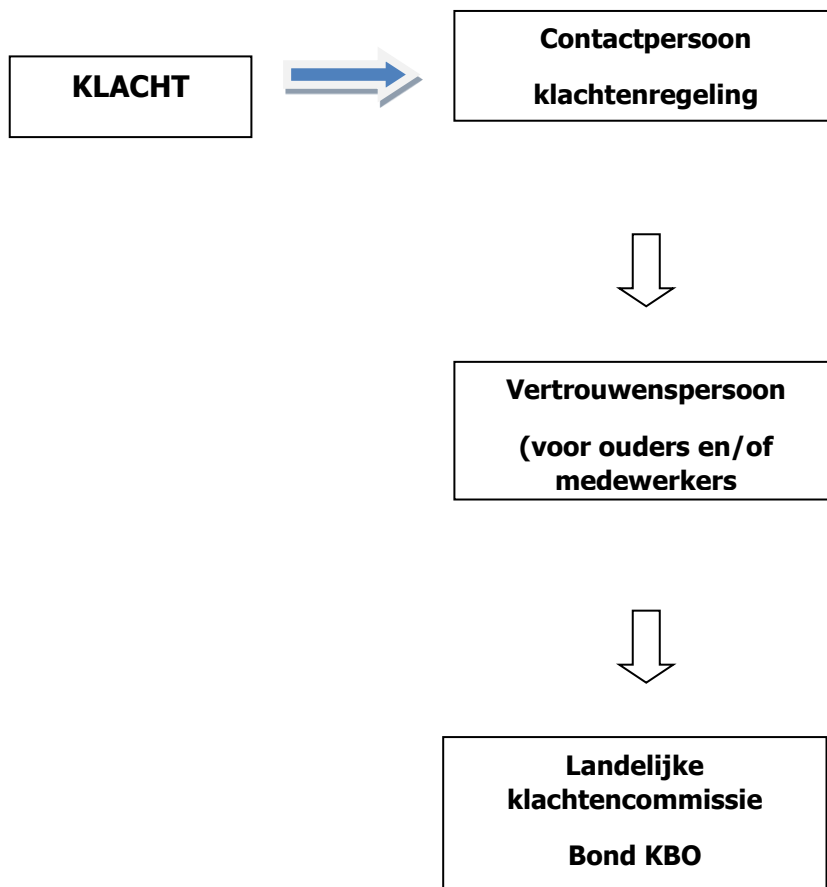 KLACHT
Contactpersoon
klachtenregeling
Vertrouwenspersoon
(voor ouders en/of
medewerkers
Landelijke
klachtencommissie
Bond KBO